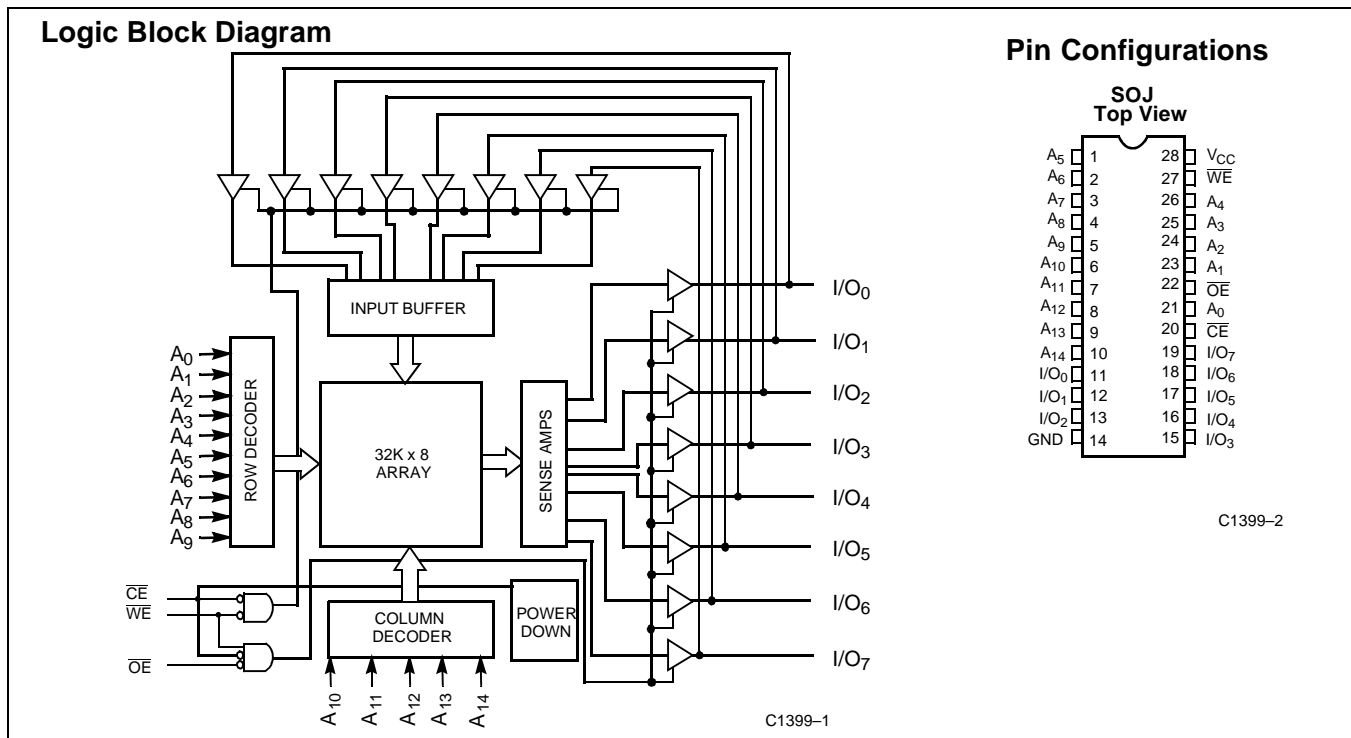 Logic Block Diagram
INPUT BUFFER
A0
A1
A2
A3
A4
A5
A6
A7
A8
A9
ROW DECODER
32K x 8
ARRAY
SENSE AMPS
I/O0
I/O1
I/O2
I/O3
I/O4
I/O5
I/O6
I/O7
CE
WE
OE
COLUMN
DECODER
POWER
DOWN
A10
A11
A12
A13
A14
C1399–1
Pin Configurations
SOJ
Top View
A5 1 28 VCC
A6 2 27 WE
A7 3 26 A4
A8 4 25 A3
A9 5 24 A2
A10 6 23 A1
A11 7 22 OE
A12 8 21 A0
A13 9 20 CE
A14 10 19 I/O7
I/O0 11 18 I/O6
I/O1 12 17 I/O5
I/O2 13 16 I/O4
GND 14 15 I/O3
C1399–2